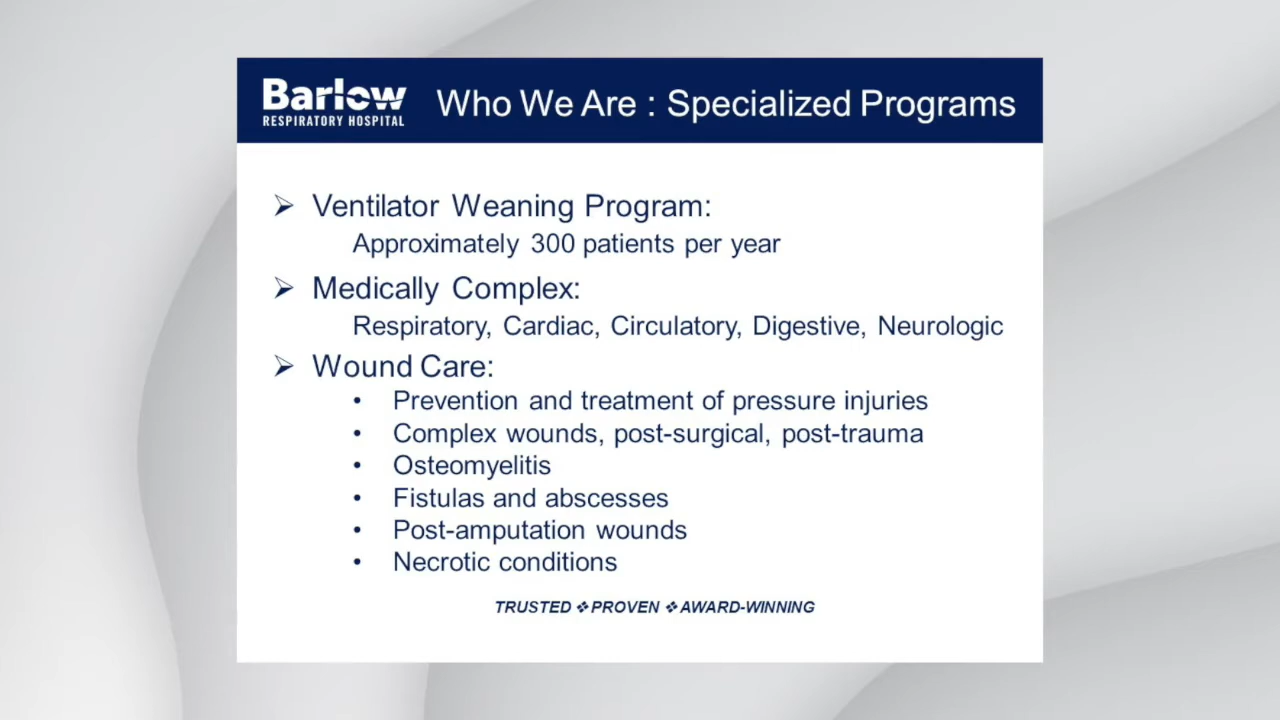 Barlow
RESPIRATORY HOSPITAL
Who We Are : Specialized Programs
➢ Ventilator Weaning Program:
Approximately 300 patients per year
➢ Medically Complex:
Respiratory, Cardiac, Circulatory, Digestive, Neurologic
➢ Wound Care:
• Prevention and treatment of pressure injuries
• Complex wounds, post-surgical, post-trauma
• Osteomyelitis
• Fistulas and abscesses
• Post-amputation wounds
• Necrotic conditions
TRUSTED ❖ PROVEN ❖ AWARD-WINNING